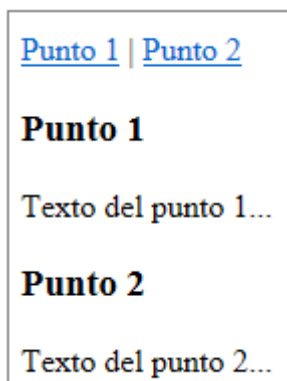 Punto 1 | Punto 2
Punto 1
Texto del punto 1...
Punto 2
Texto del punto 2...